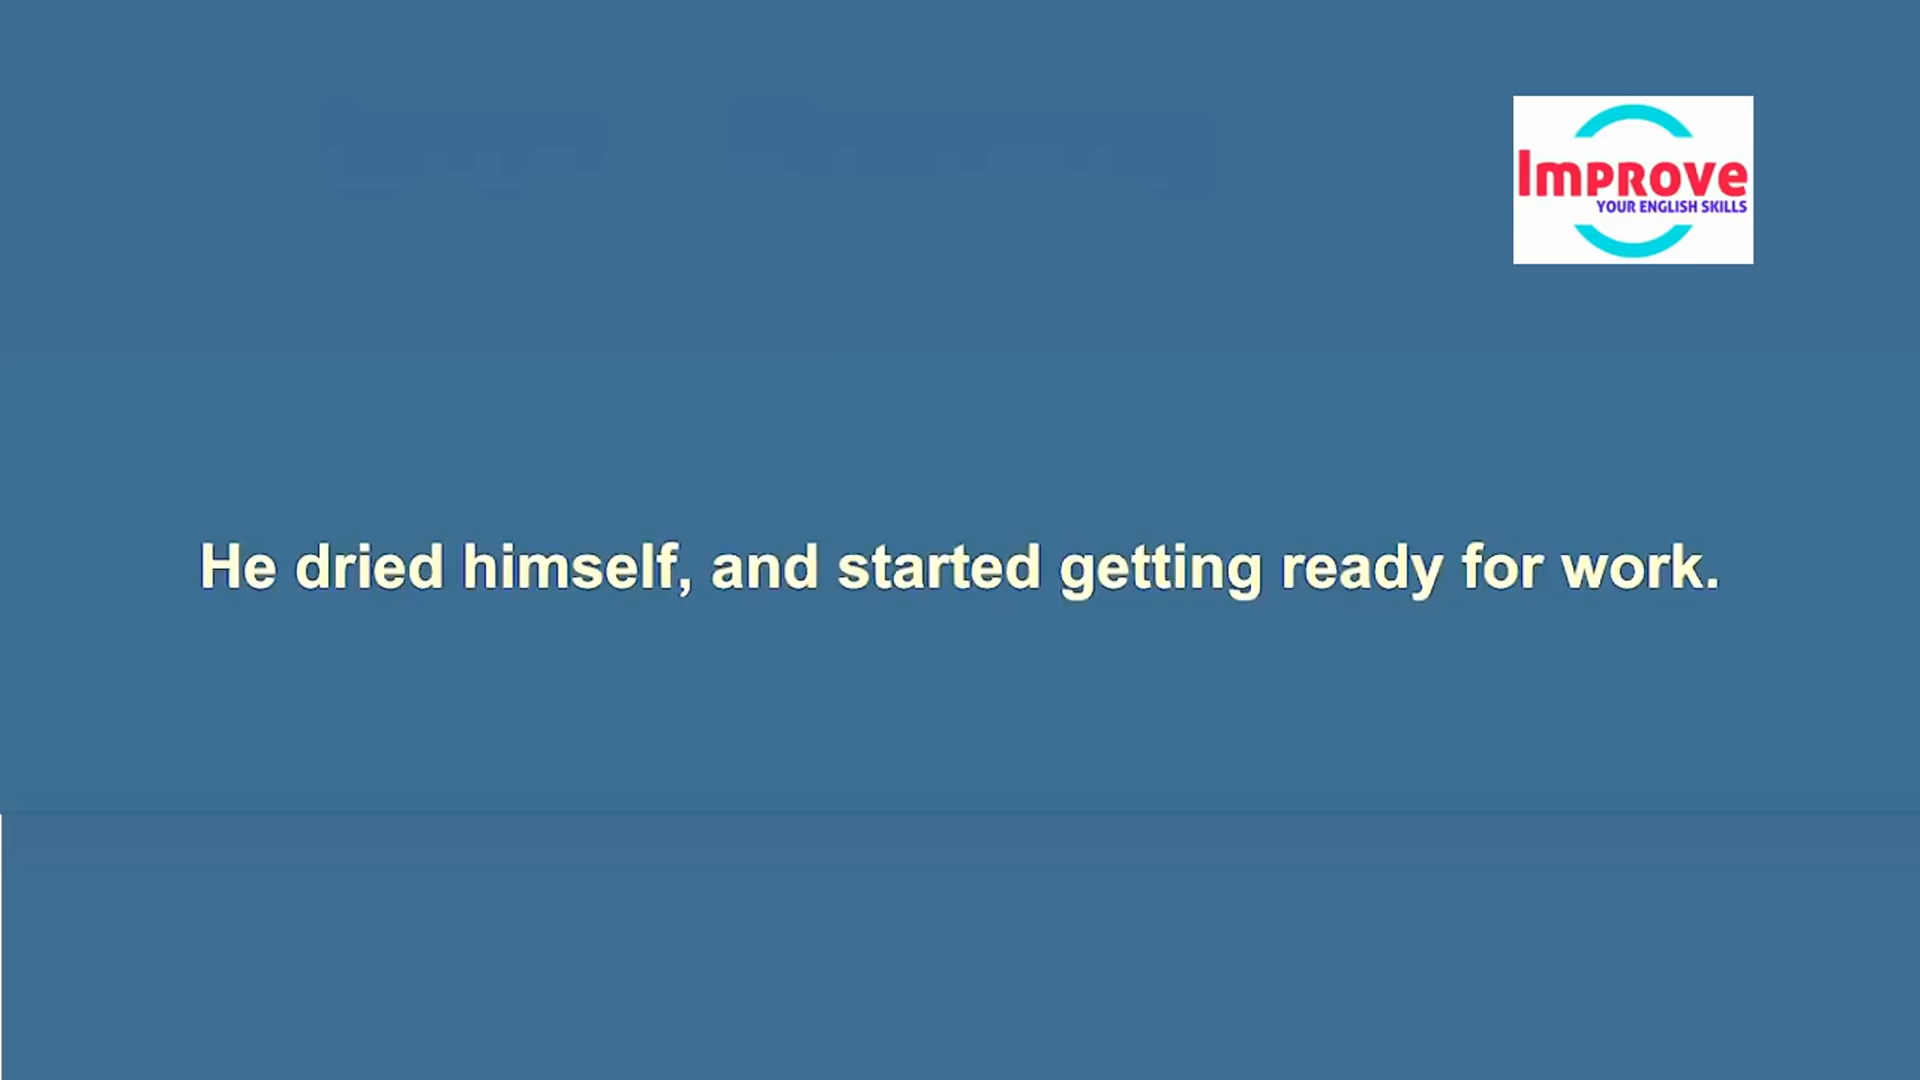 Improve
YOUR ENGLISH SKILLS
He dried himself, and started getting ready for work.